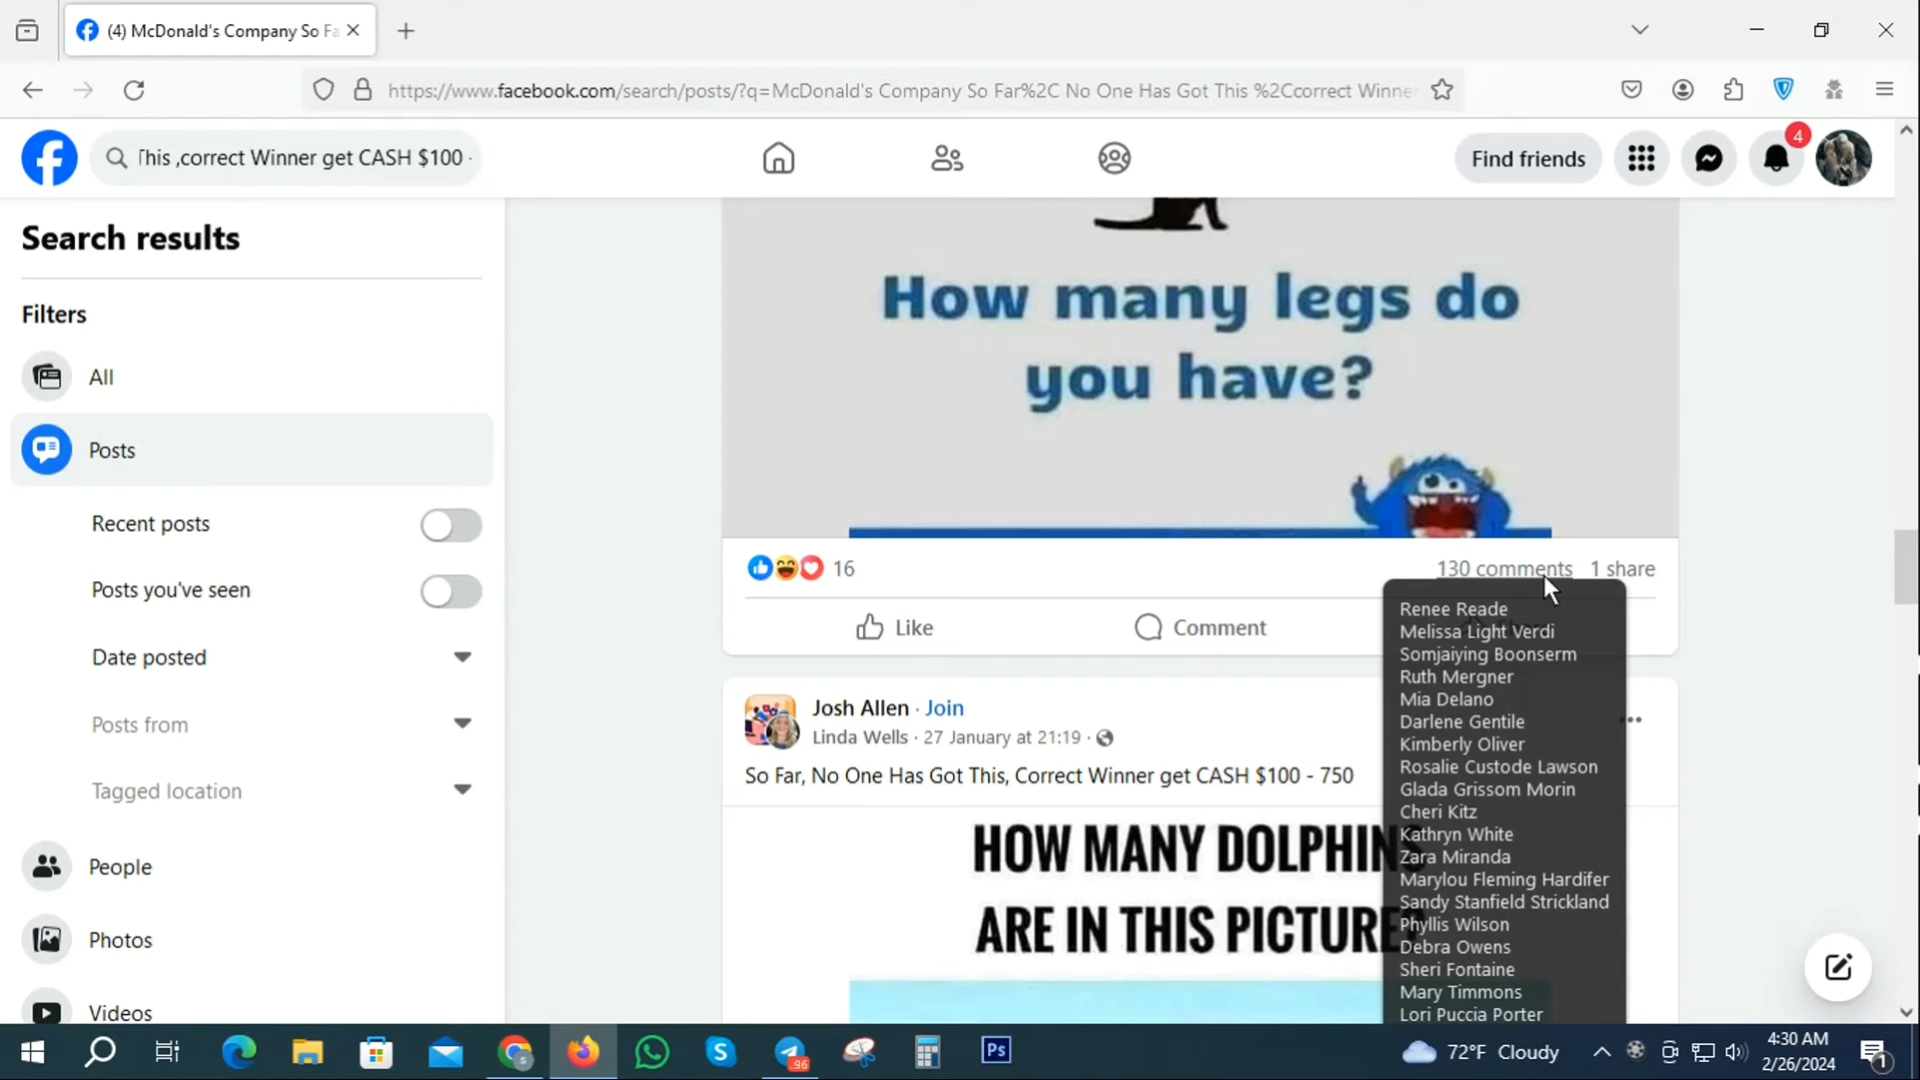 (4) McDonald's Company So Fa
https://www.facebook.com/search/posts/?q=McDonald's Company So Far%2C No One Has Got This %2Ccorrect Winner
This ,correct Winner get CASH $100 -
Find friends
4
Search results
Filters
All
Posts
Recent posts
Posts you've seen
Date posted
Posts from
Tagged location
People
Photos
Videos
How many legs do
you have?
16
130 comments 1 share
Like
Comment
Renee Reade
Melissa Light Verdi
Somjaiying Boonserm
Ruth Mergner
Mia Delano
Darlene Gentile
Kimberly Oliver
Rosalie Custode Lawson
Glada Grissom Morin
Cheri Kitz
Kathryn White
Zara Miranda
Marylou Fleming Hardifer
Sandy Stanfield Strickland
Phyllis Wilson
Debra Owens
Sheri Fontaine
Mary Timmons
Lori Puccia Porter
Josh Allen · Join
Linda Wells · 27 January at 21:19 ·
So Far, No One Has Got This, Correct Winner get CASH $100 - 750
HOW MANY DOLPHINS
ARE IN THIS PICTURE?
96
Ps
72°F Cloudy
4:30 AM
2/26/2024
1